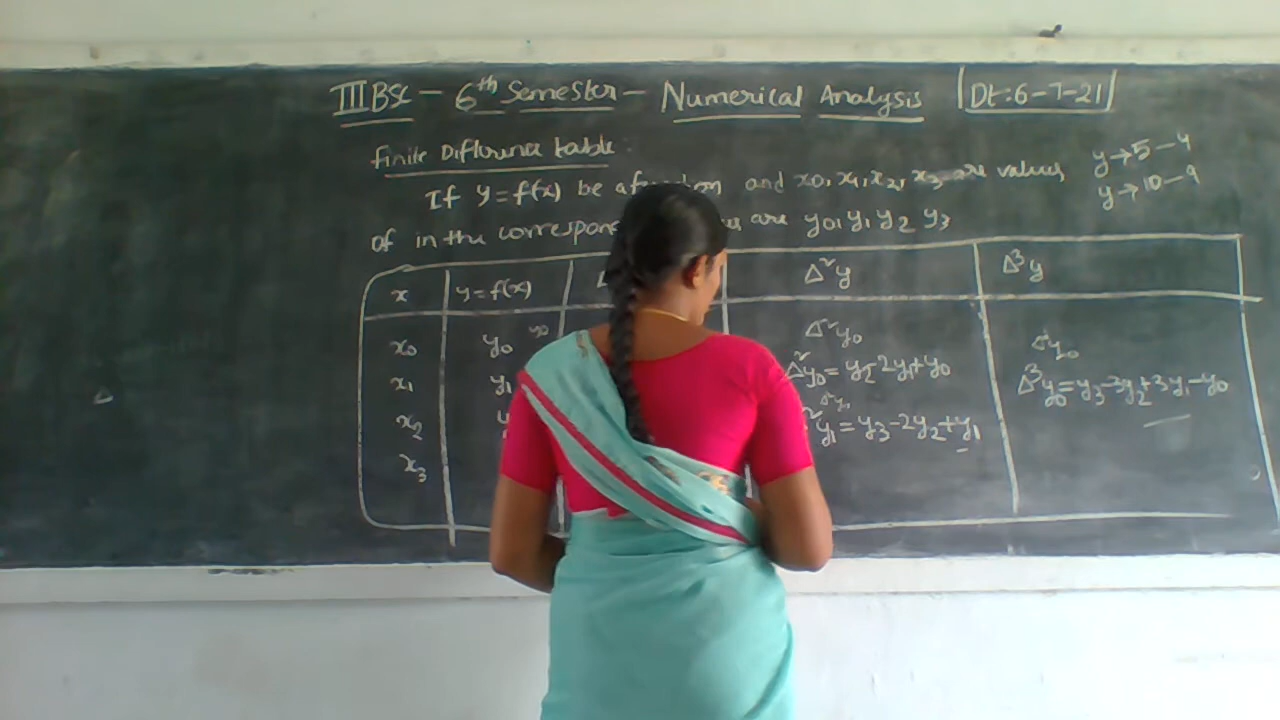 III BSc - 6th Semester - Numerical Analysis Dt: 6-7-21
Finite Difference table:
If y = f(x) be a and x0, x1, x2, x3 are values y→5-4
y→10-9
of in the are y0, y1 y2 y3
x y = f(x) Δ²y Δ³y
x0 y0 y0 Δ²y0
x1 y1 Δ²y0 = y2-2y1+y0 Δ³y0 = y3-3y2+3y1-y0
x2 y1 = y3-2y2+y1
x3